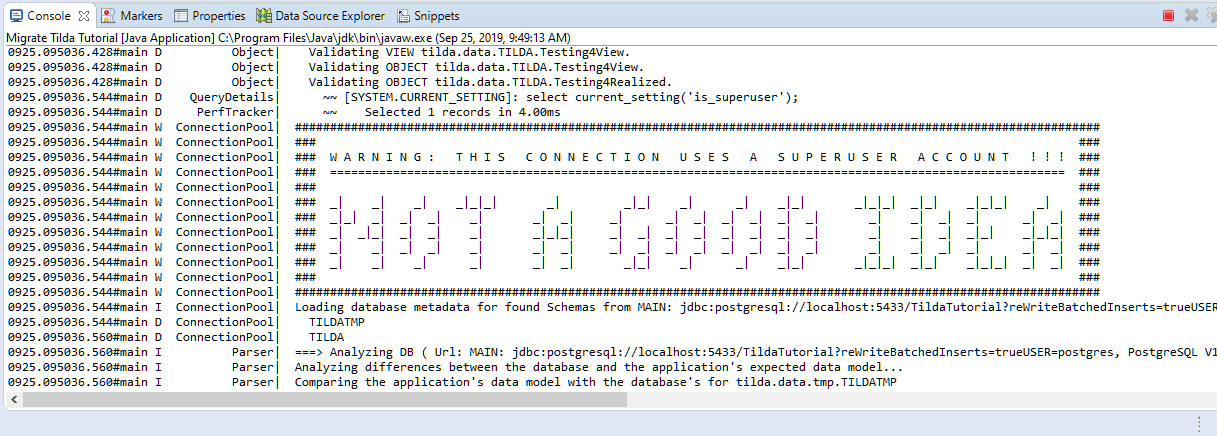 Console Markers Properties Data Source Explorer Snippets
Migrate Tilda Tutorial [Java Application] C:\Program Files\Java\jdk\bin\javaw.exe (Sep 25, 2019, 9:49:13 AM)
0925.095036.428#main D Object| Validating VIEW tilda.data.TILDA.Testing4View.
0925.095036.428#main D Object| Validating OBJECT tilda.data.TILDA.Testing4View.
0925.095036.428#main D Object| Validating OBJECT tilda.data.TILDA.Testing4Realized.
0925.095036.544#main D QueryDetails| ~~ [SYSTEM.CURRENT_SETTING]: select current_setting('is_superuser');
0925.095036.544#main D PerfTracker| ~~ Selected 1 records in 4.00ms
0925.095036.544#main W ConnectionPool| ###################################################################################################################
0925.095036.544#main W ConnectionPool| ### ###
0925.095036.544#main W ConnectionPool| ### W A R N I N G : T H I S C O N N E C T I O N U S E S A S U P E R U S E R A C C O U N T ! ! ! ###
0925.095036.544#main W ConnectionPool| ### ========================================================================================================= ###
0925.095036.544#main W ConnectionPool| ### ###
0925.095036.544#main W ConnectionPool| ### NOT A GOOD IDEA ###
0925.095036.544#main W ConnectionPool| ### ###
0925.095036.544#main W ConnectionPool| ### ###
0925.095036.544#main W ConnectionPool| ### ###
0925.095036.544#main W ConnectionPool| ### ###
0925.095036.544#main W ConnectionPool| ### ###
0925.095036.544#main W ConnectionPool| ###################################################################################################################
0925.095036.544#main I ConnectionPool| Loading database metadata for found Schemas from MAIN: jdbc:postgresql://localhost:5433/TildaTutorial?reWriteBatchedInserts=trueUSER
0925.095036.544#main D ConnectionPool| TILDATMP
0925.095036.560#main D ConnectionPool| TILDA
0925.095036.560#main I Parser| ===> Analyzing DB ( Url: MAIN: jdbc:postgresql://localhost:5433/TildaTutorial?reWriteBatchedInserts=trueUSER=postgres, PostgreSQL V1
0925.095036.560#main I Parser| Analyzing differences between the database and the application's expected data model...
0925.095036.560#main I Parser| Comparing the application's data model with the database's for tilda.data.tmp.TILDATMP